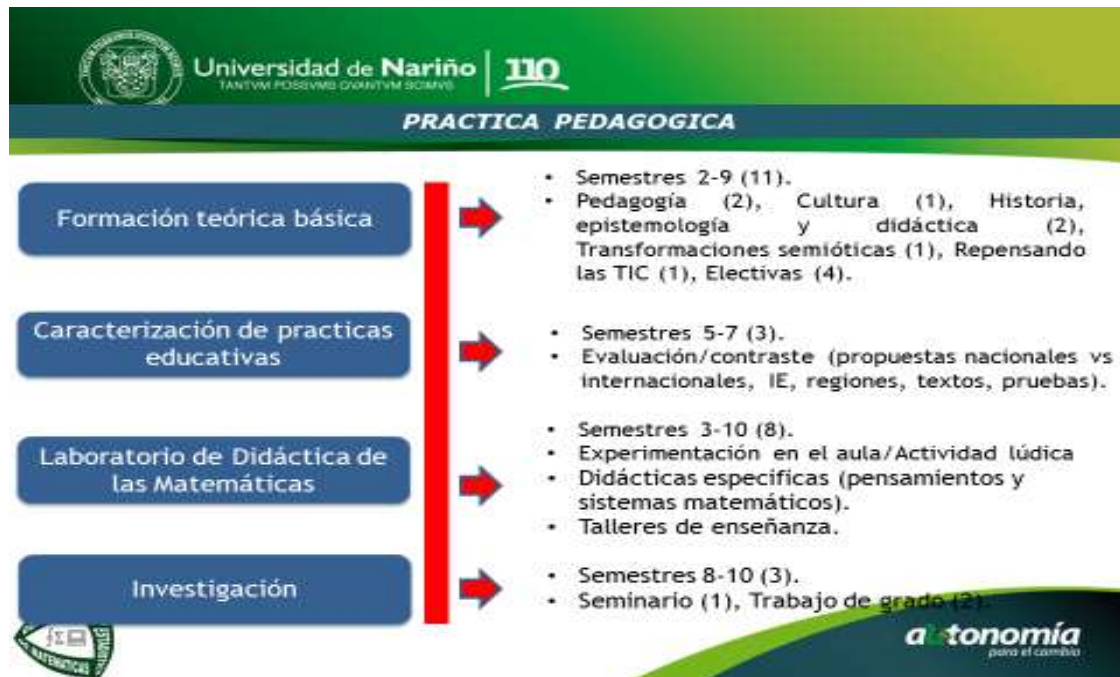 Universidad de Nariño | 110
TANTVM POSSVMVS QVANTVM SCIMVS
PRACTICA PEDAGOGICA
Formación teórica básica
• Semestres 2-9 (11).
• Pedagogía (2), Cultura (1), Historia,
epistemología y didáctica (2),
Transformaciones semióticas (1), Repensando
las TIC (1), Electivas (4).
Caracterización de practicas
educativas
• Semestres 5-7 (3).
• Evaluación/contraste (propuestas nacionales vs
internacionales, IE, regiones, textos, pruebas).
Laboratorio de Didáctica de
las Matemáticas
• Semestres 3-10 (8).
• Experimentación en el aula/Actividad lúdica
• Didácticas específicas (pensamientos y
sistemas matemáticos).
• Talleres de enseñanza.
Investigación
• Semestres 8-10 (3).
• Seminario (1), Trabajo de grado (2).
autonomía
para el cambio